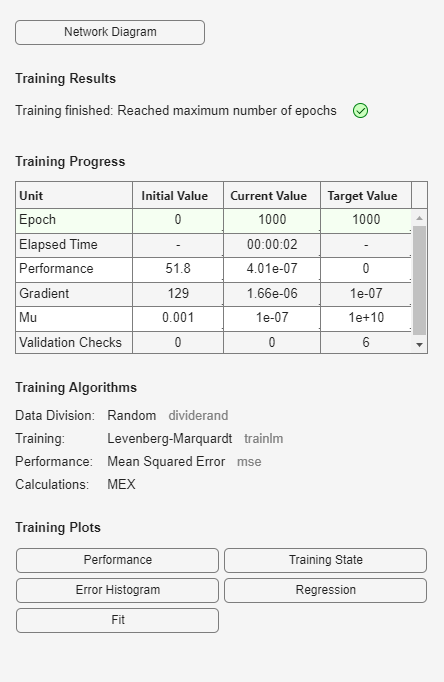 Network Diagram
Training Results
Training finished: Reached maximum number of epochs
Training Progress
Unit Initial Value Current Value Target Value
Epoch 0 1000 1000
Elapsed Time - 00:00:02 -
Performance 51.8 4.01e-07 0
Gradient 129 1.66e-06 1e-07
Mu 0.001 1e-07 1e+10
Validation Checks 0 0 6
Training Algorithms
Data Division: Random dividerand
Training: Levenberg-Marquardt trainlm
Performance: Mean Squared Error mse
Calculations: MEX
Training Plots
Performance Training State
Error Histogram Regression
Fit